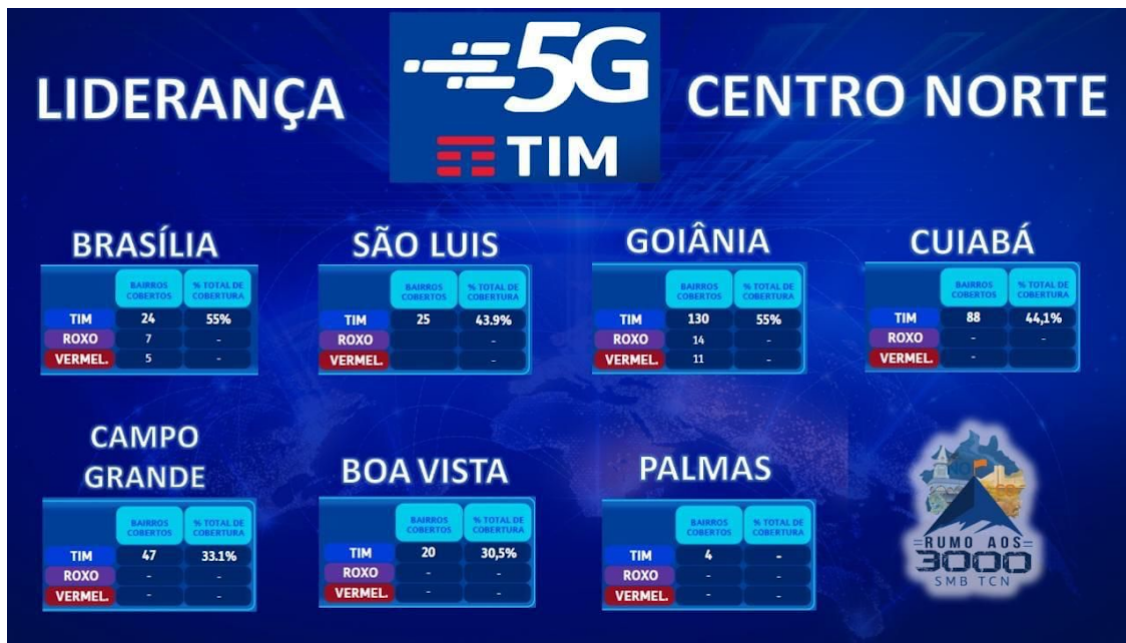 LIDERANÇA
5G
TIM
CENTRO NORTE
BRASÍLIA
BAIRROS COBERTOS % TOTAL DE COBERTURA
TIM 24 55%
ROXO 7 -
VERMEL. 5 -
SÃO LUIS
BAIRROS COBERTOS % TOTAL DE COBERTURA
TIM 25 43.9%
ROXO -
VERMEL. -
GOIÂNIA
BAIRROS COBERTOS % TOTAL DE COBERTURA
TIM 130 55%
ROXO 14 -
VERMEL. 11 -
CUIABÁ
BAIRROS COBERTOS % TOTAL DE COBERTURA
TIM 88 44,1%
ROXO - -
VERMEL. -
CAMPO
GRANDE
BAIRROS COBERTOS % TOTAL DE COBERTURA
TIM 47 33.1%
ROXO - -
VERMEL. - -
BOA VISTA
BAIRROS COBERTOS % TOTAL DE COBERTURA
TIM 20 30,5%
ROXO - -
VERMEL. - -
PALMAS
BAIRROS COBERTOS % TOTAL DE COBERTURA
TIM 4 -
ROXO - -
VERMEL. - -
RUMO AOS
3000
SMB TCN